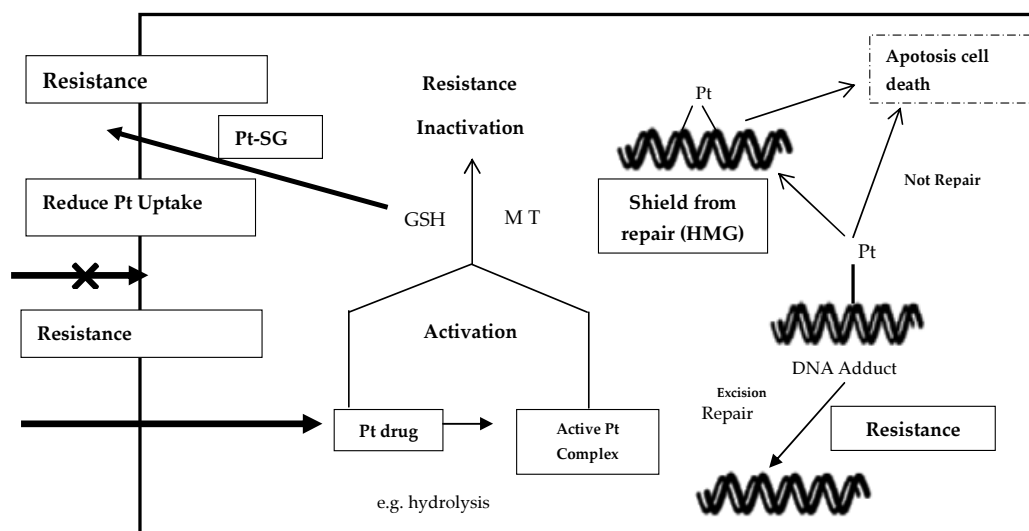 Resistance
Pt-SG
Reduce Pt Uptake
Resistance
Resistance
Inactivation
GSH
M T
Activation
Pt drug
Active Pt
Complex
e.g. hydrolysis
Pt
Apotosis cell
death
Shield from
repair (HMG)
Not Repair
Pt
DNA Adduct
Excision
Repair
Resistance